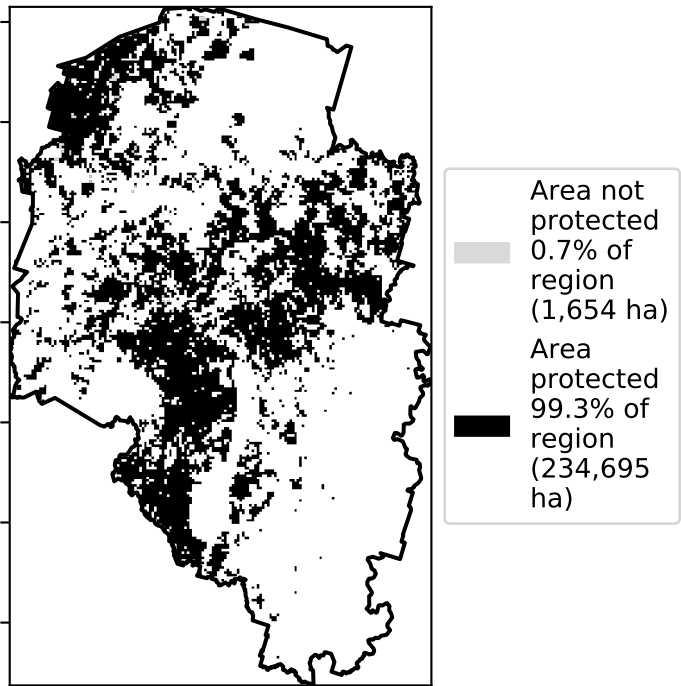 Area not
protected
0.7% of
region
(1,654 ha)
Area
protected
99.3% of
region
(234,695
ha)